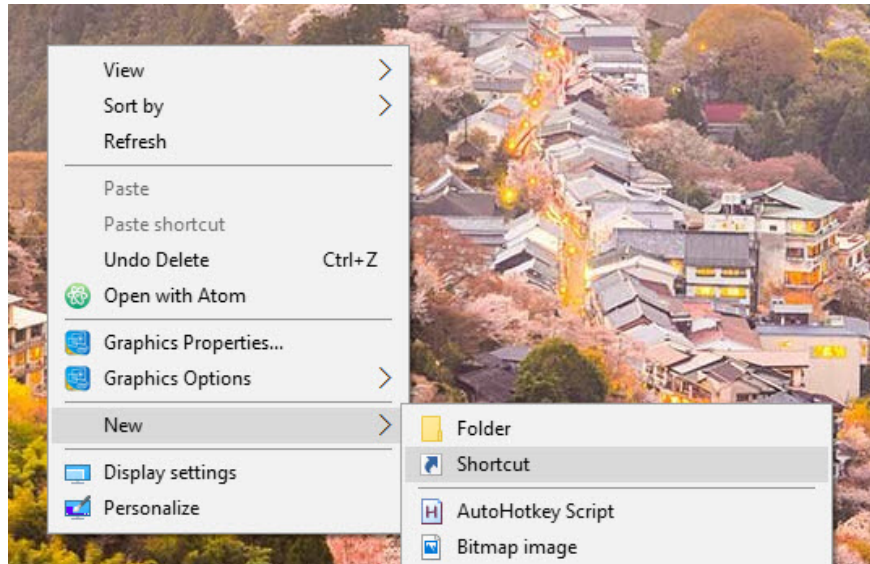 View
Sort by
Refresh
Paste
Paste shortcut
Undo Delete Ctrl+Z
Open with Atom
Graphics Properties...
Graphics Options
New
Display settings
Personalize
Folder
Shortcut
H AutoHotkey Script
Bitmap image